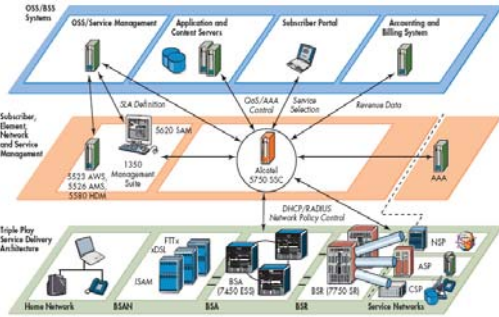 OSS/BSS
Systems
OSS/Service Management
Application and
Content Servers
Subscriber Portal
Accounting and
Billing System
SLA Definition
QoS/AAA
Control
Service
Selection
Revenue Data
Subscriber,
Element,
Network
and Service
Management
5620 SAM
5523 AWS,
5526 AMS,
5580 HDM
1350
Management
Suite
Alcatel
5750 SSC
AAA
DHCP/RADIUS
Network Policy Control
Triple Play
Service Delivery
Architecture
FTTx
xDSL
ISAM
BSA
(7450 ESS)
BSR (7750 SR)
NSP
ASP
CSP
Home Network
BSAN
BSA
BSR
Service Networks